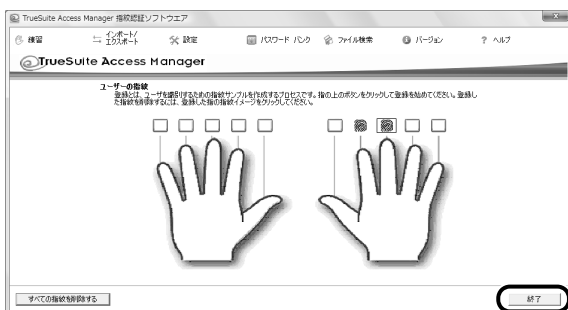 TrueSuite Access Manager 指紋認証ソフトウエア
練習 インポート/エクスポート 設定 パスワード バンク ファイル検索 バージョン ? ヘルプ
TrueSuite Access Manager
ユーザーの指紋
登録とは、ユーザを識別するための指紋サンプルを作成するプロセスです。指の上のボタンをクリックして登録を始めてください。登録し
た指紋を削除するには、登録した指の指紋イメージをクリックしてください。
すべての指紋を削除する 終了